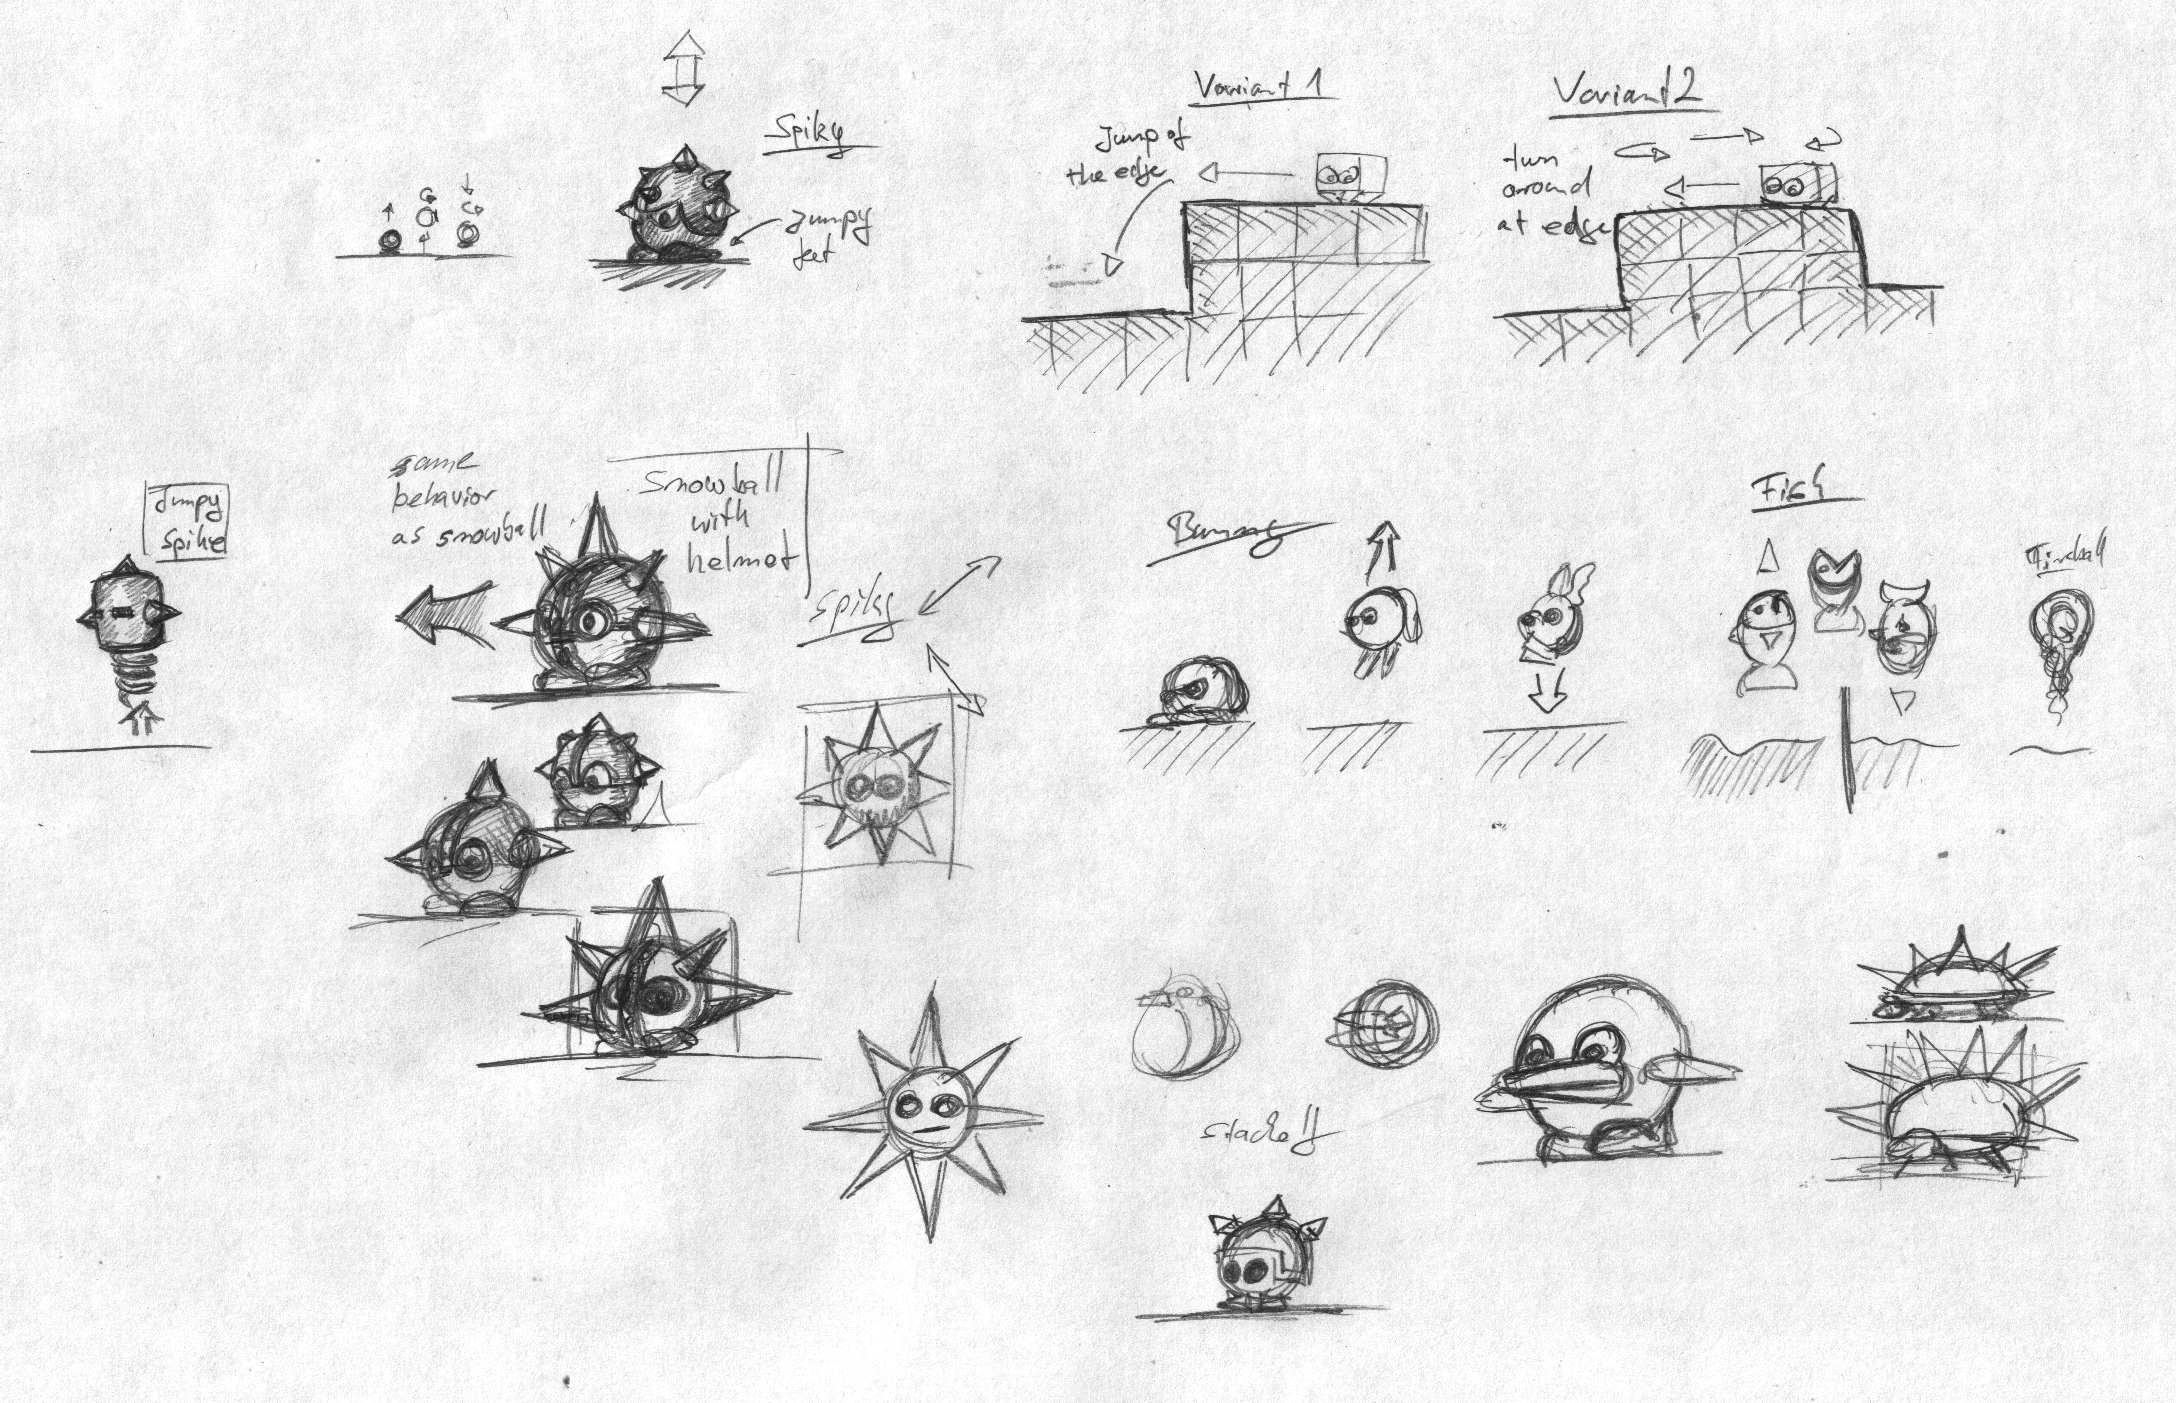 Spiky
Jumpy
feet
Variant 1
Jump of
the edge
Variant 2
turn
around
at edge
Jumpy
Spike
same
behavior
as snowball
Snowball
with
helmet
Spiky
Bunny
Fish
Fireball